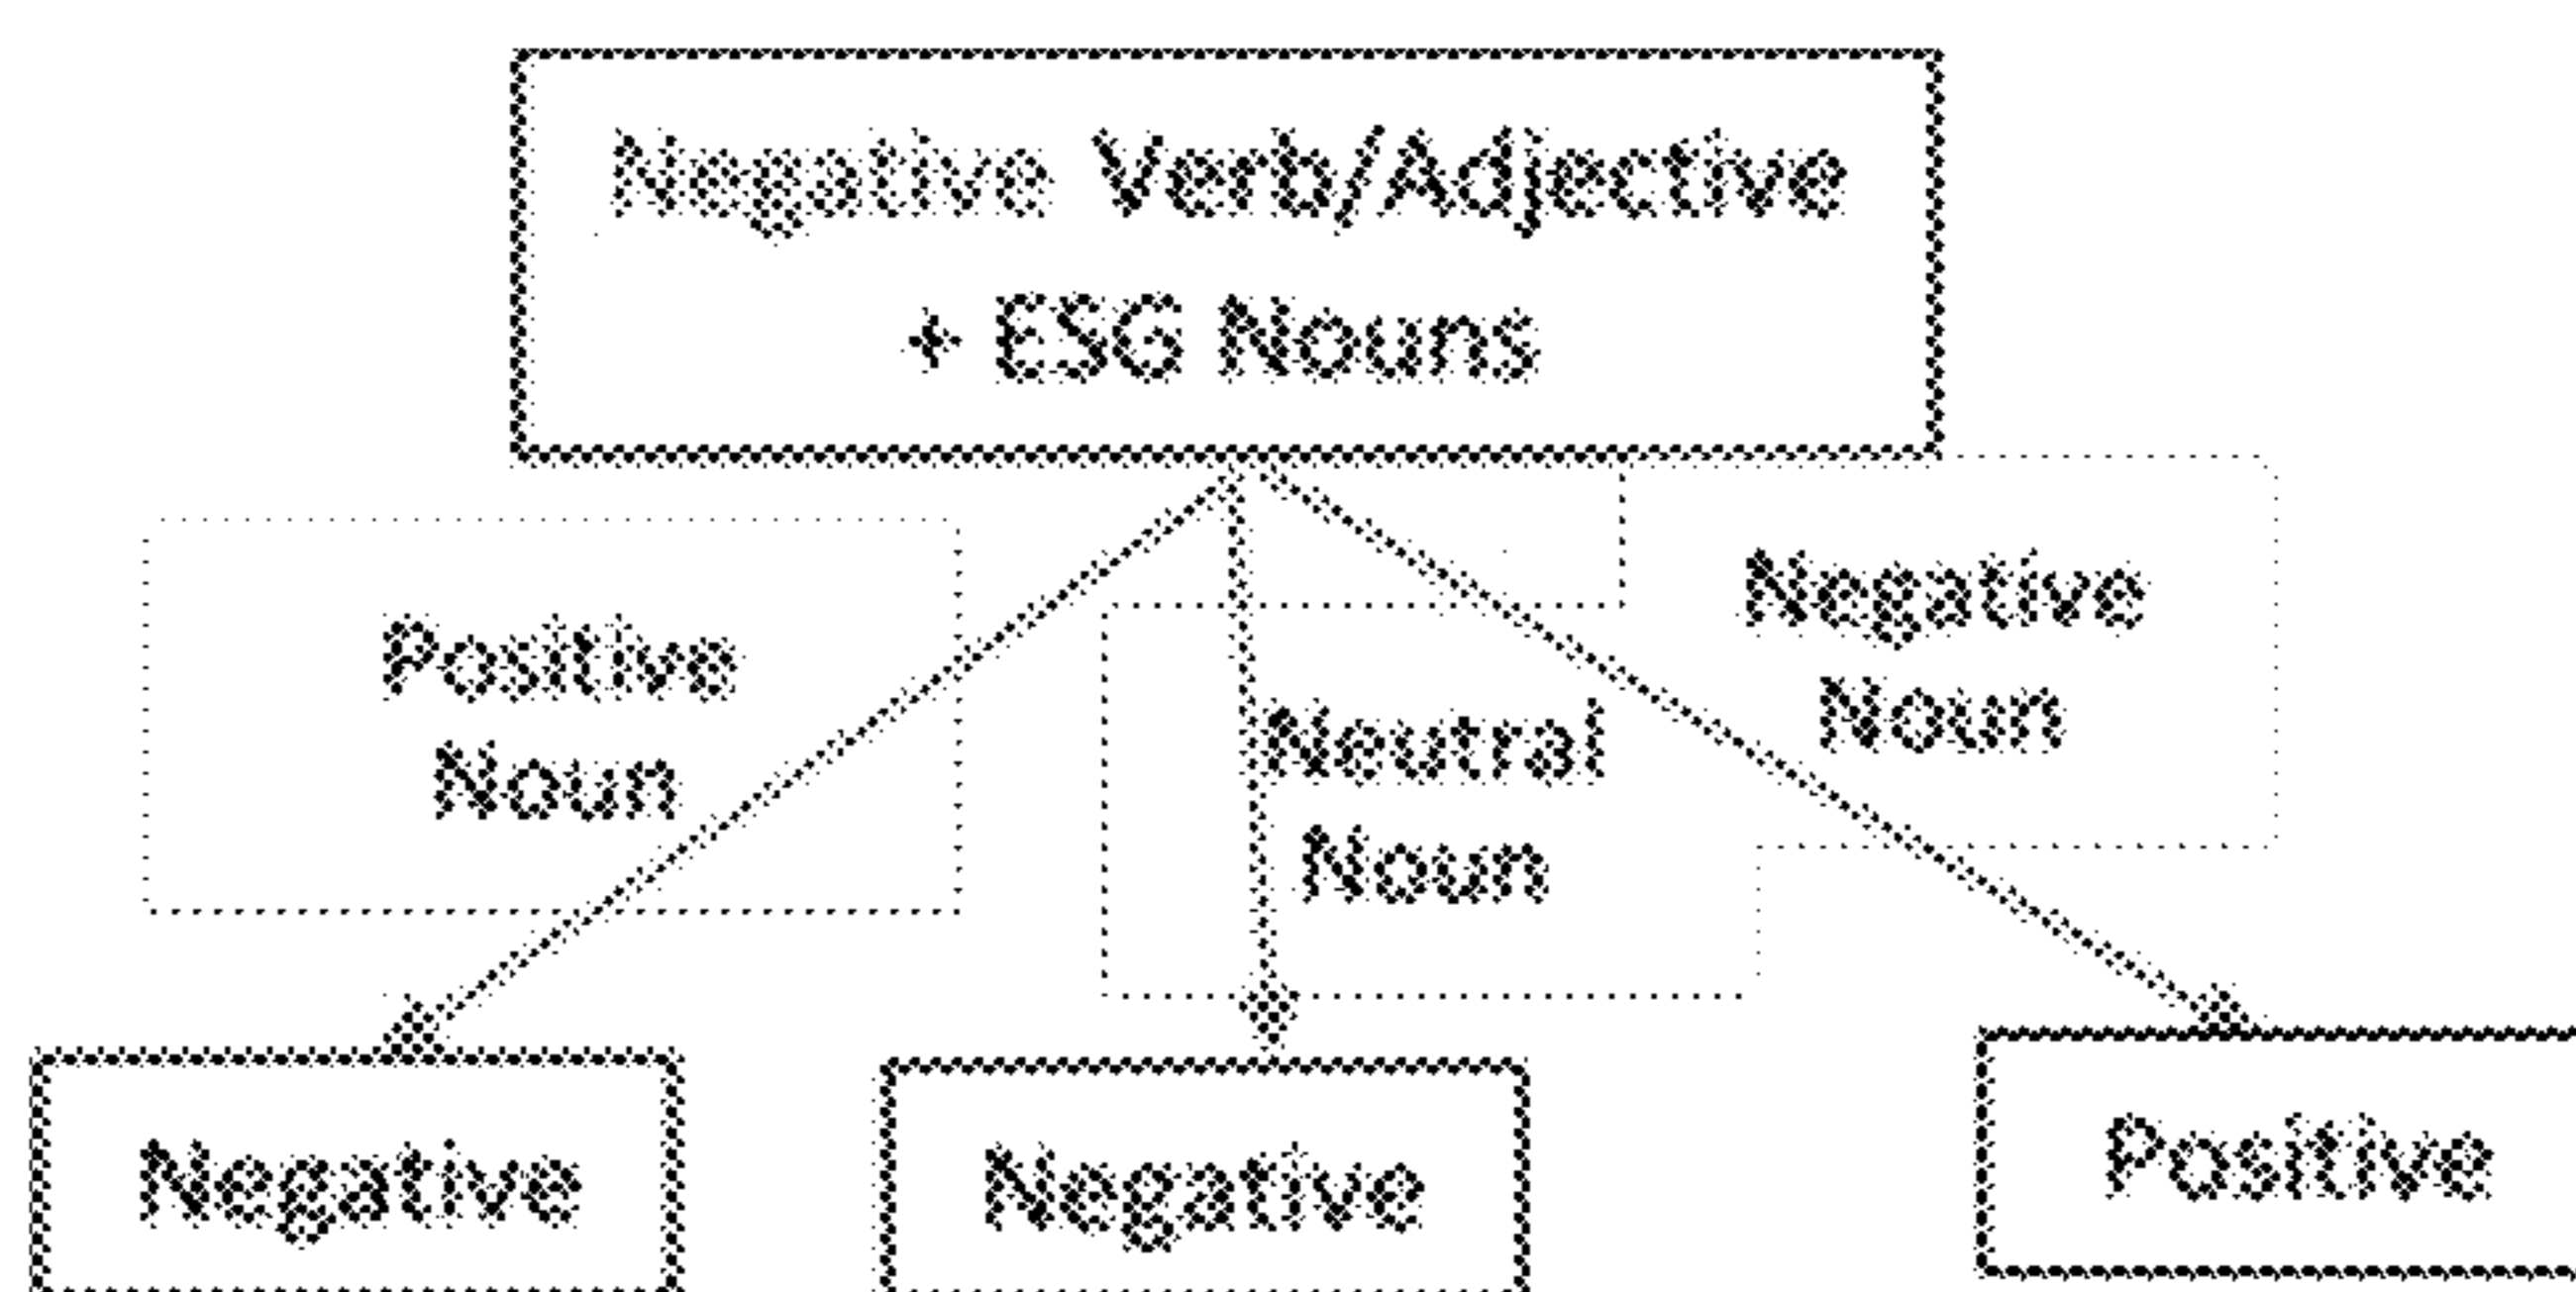 Negative Verb/Adjective
+ ESG Nouns
Positive
Noun
Neutral
Noun
Negative
Noun
Negative
Negative
Positive